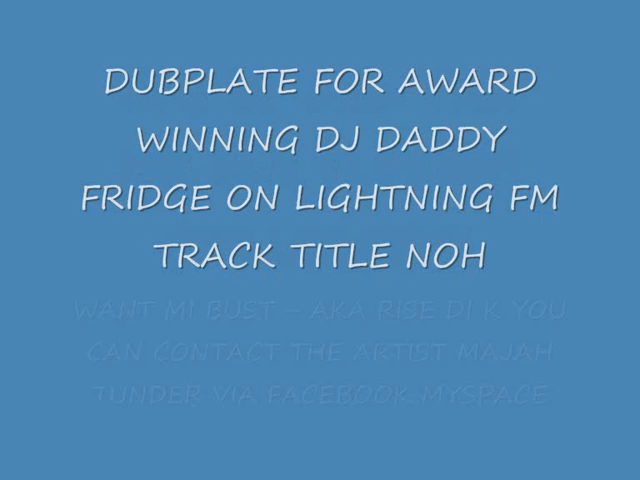 DUBPLATE FOR AWARD
WINNING DJ DADDY
FRIDGE ON LIGHTNING FM
TRACK TITLE NOH
WANT MI BUST - AKA RISE DI K YOU
CAN CONTACT THE ARTIST MAJAH
TUNDER VIA FACEBOOK MYSPACE